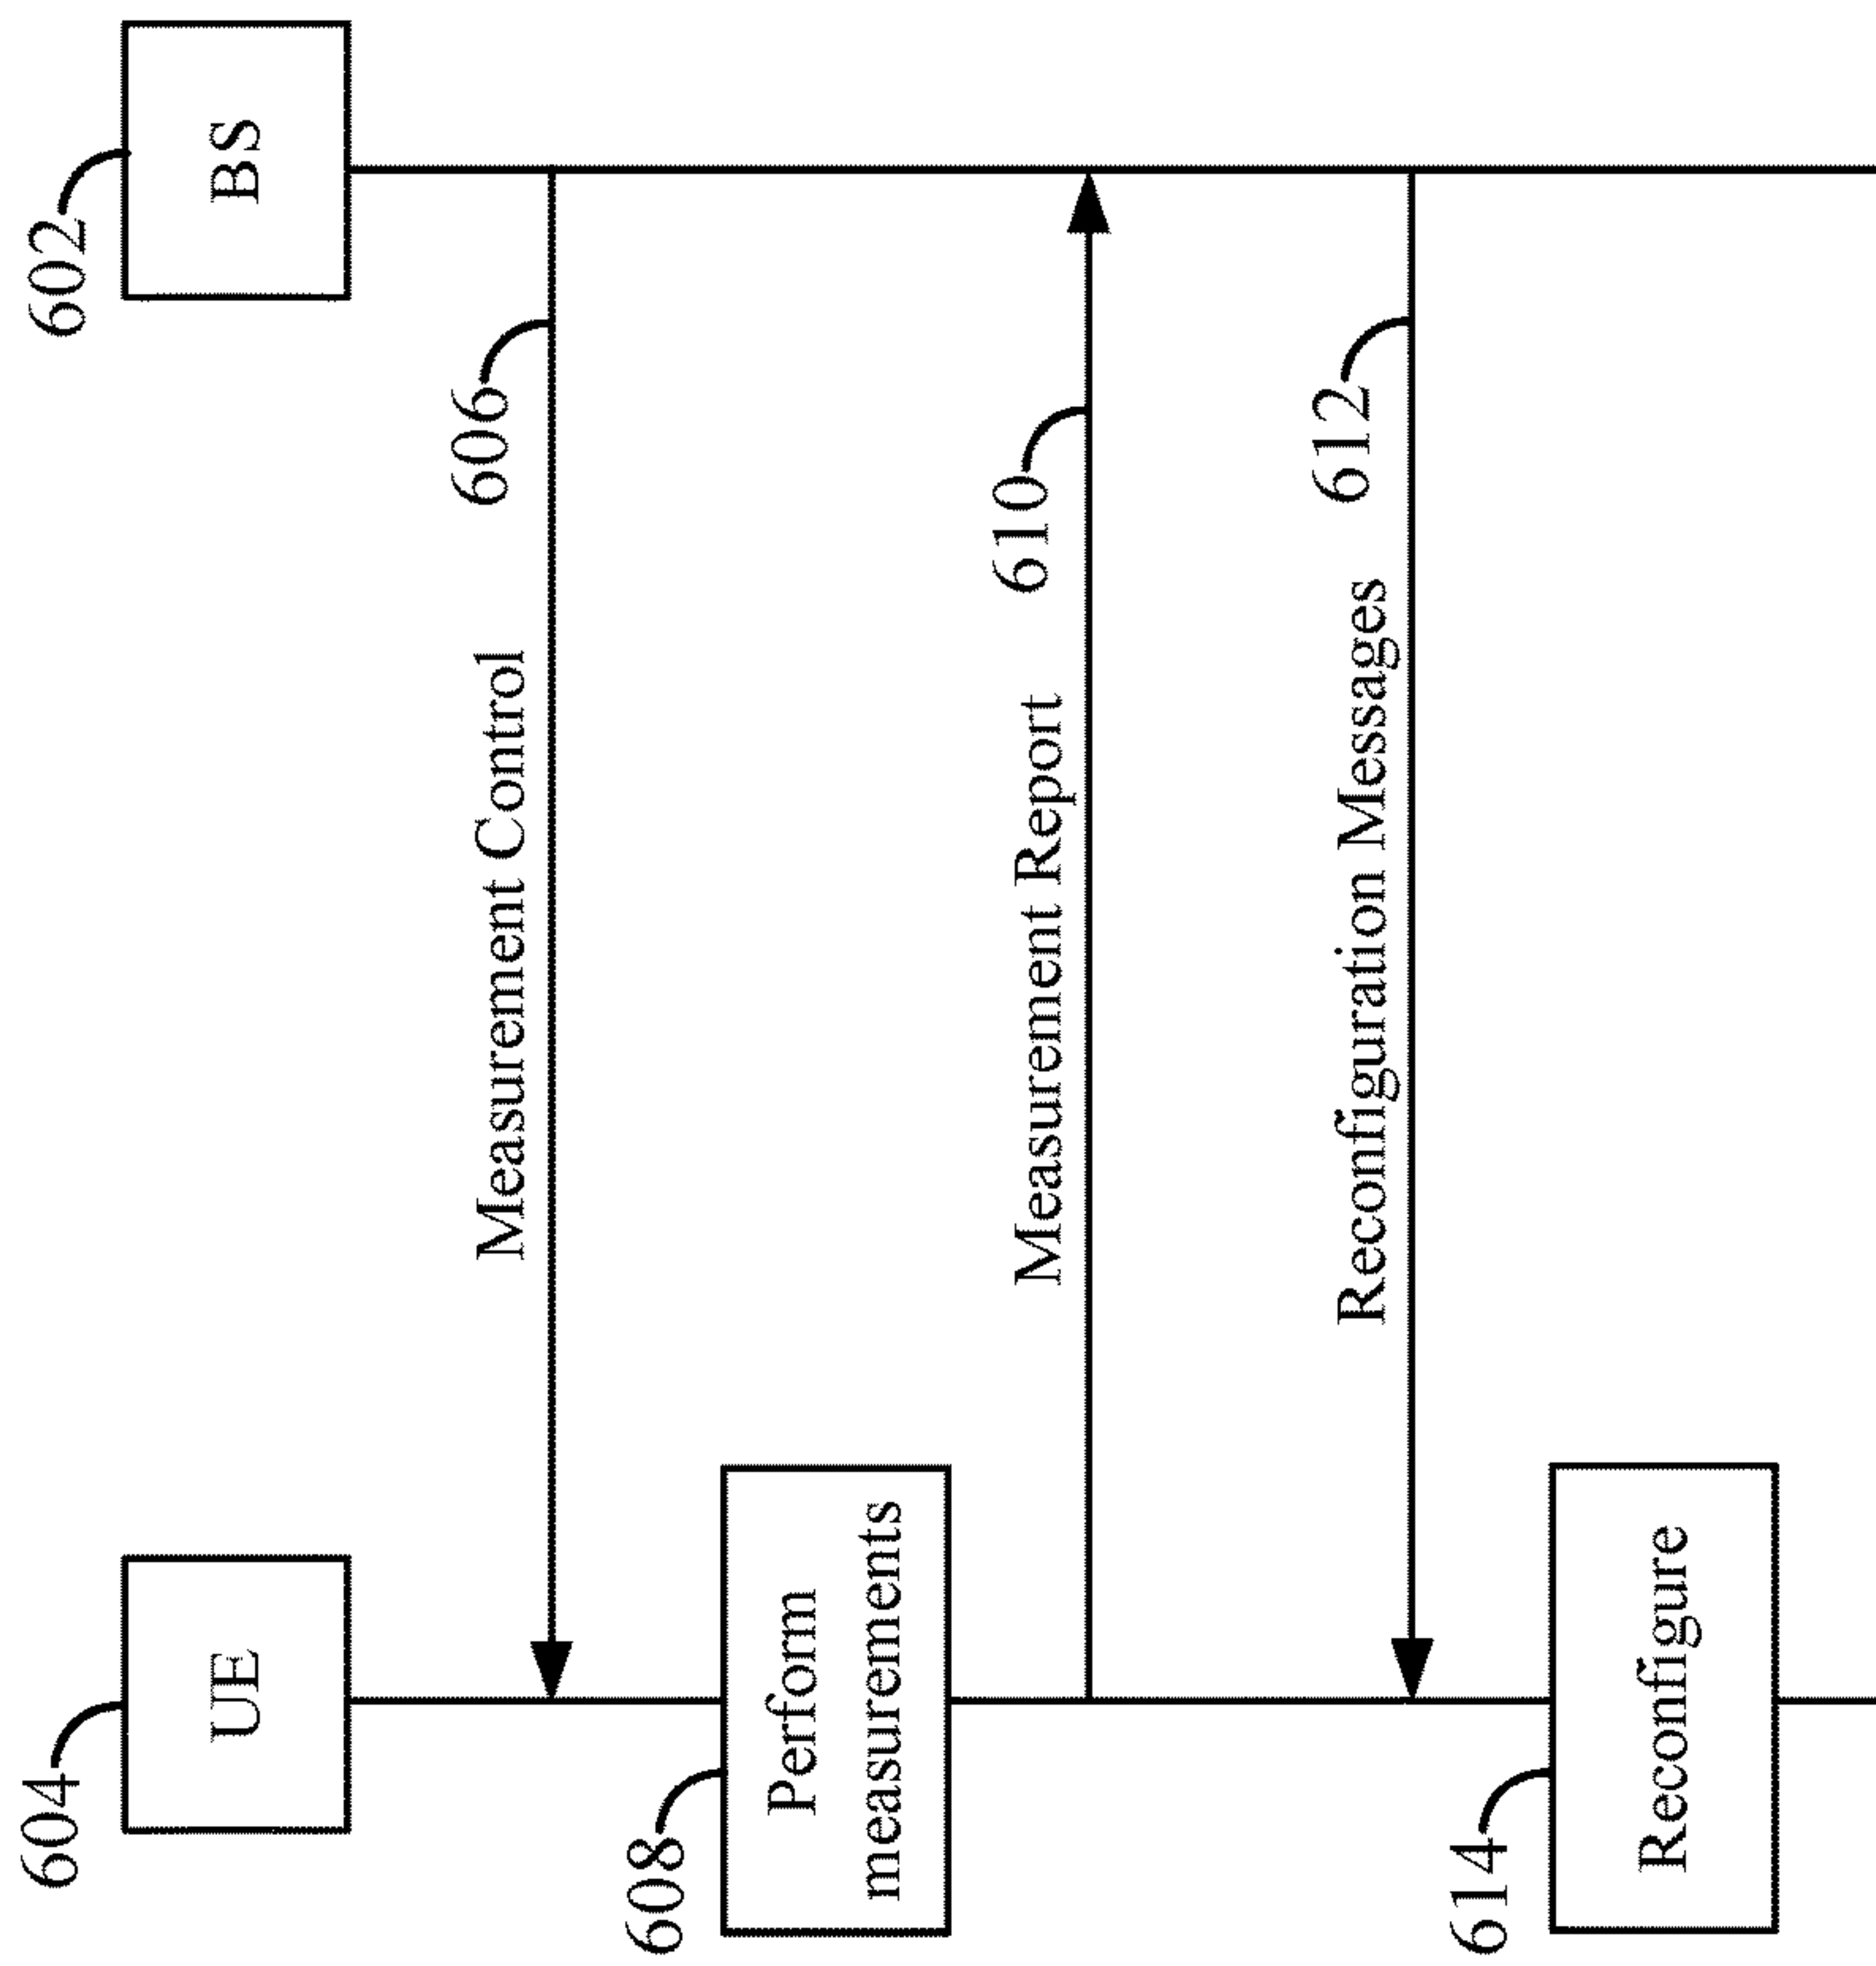 604
602
UE
BS
606
Measurement Control
608
Perform
measurements
610
Measurement Report
612
Reconfiguration Messages
614
Reconfigure